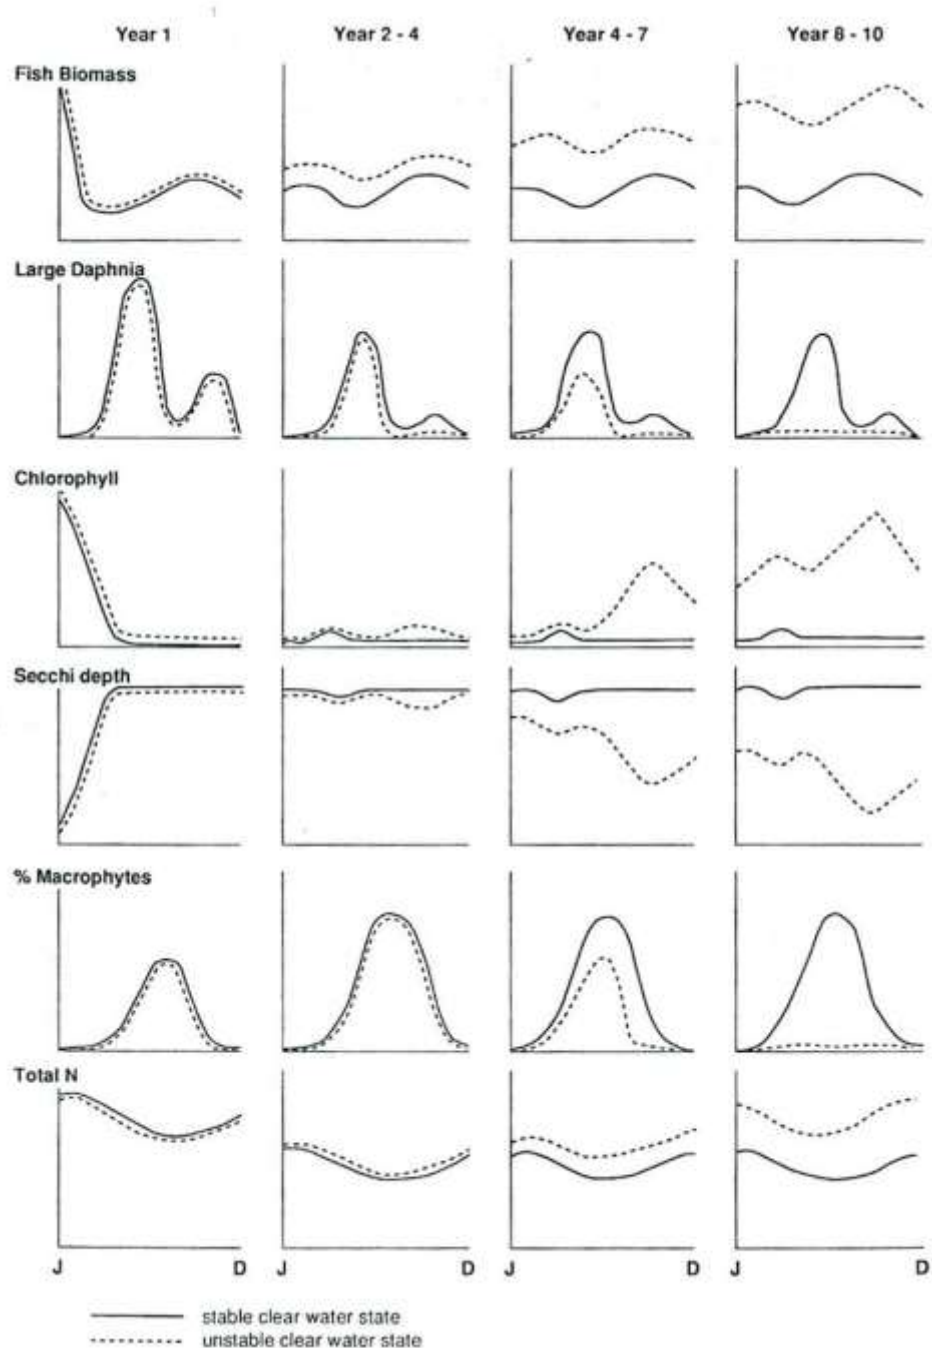 Year 1
Year 2 - 4
Year 4 - 7
Year 8 - 10
Fish Biomass
Large Daphnia
Chlorophyll
Secchi depth
% Macrophytes
Total N
J D J D J D J D
stable clear water state
unstable clear water state